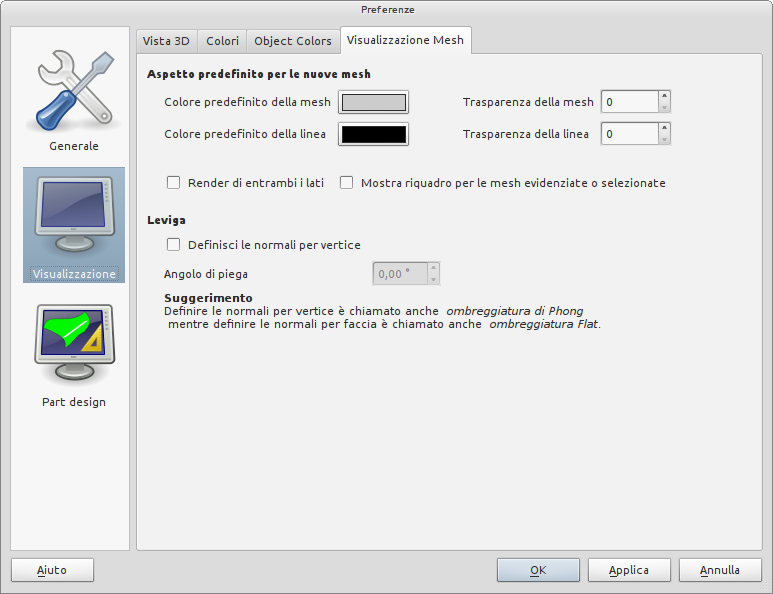 Preferenze
Generale
Visualizzazione
Part design
Vista 3D Colori Object Colors Visualizzazione Mesh
Aspetto predefinito per le nuove mesh
Colore predefinito della mesh Trasparenza della mesh 0
Colore predefinito della linea Trasparenza della linea 0
Render di entrambi i lati Mostra riquadro per le mesh evidenziate o selezionate
Leviga
Definisci le normali per vertice
Angolo di piega 0,00 °
Suggerimento
Definire le normali per vertice è chiamato anche ombreggiatura di Phong
mentre definire le normali per faccia è chiamato anche ombreggiatura Flat.
Aiuto OK Applica Annulla